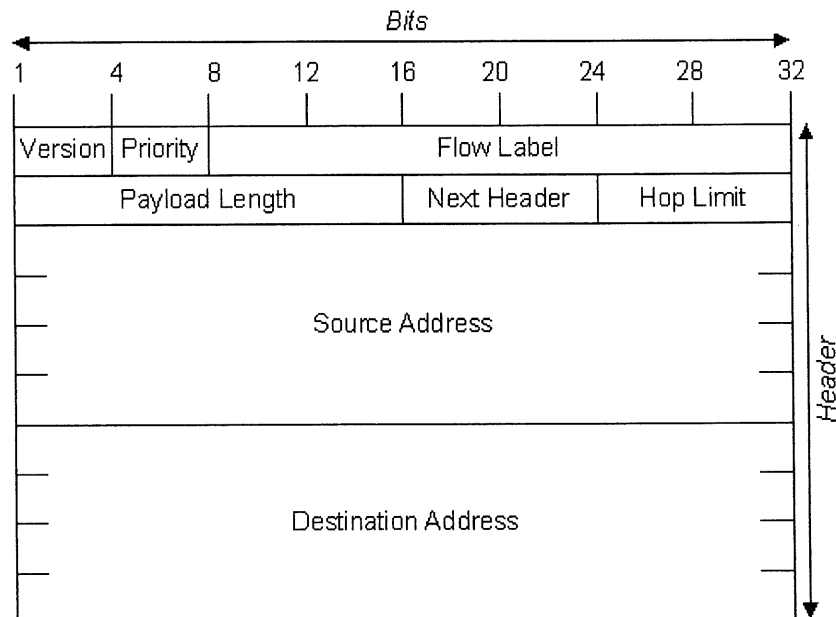 Bits
1 4 8 12 16 20 24 28 32
Version Priority Flow Label
Payload Length Next Header Hop Limit
Source Address
Header
Destination Address